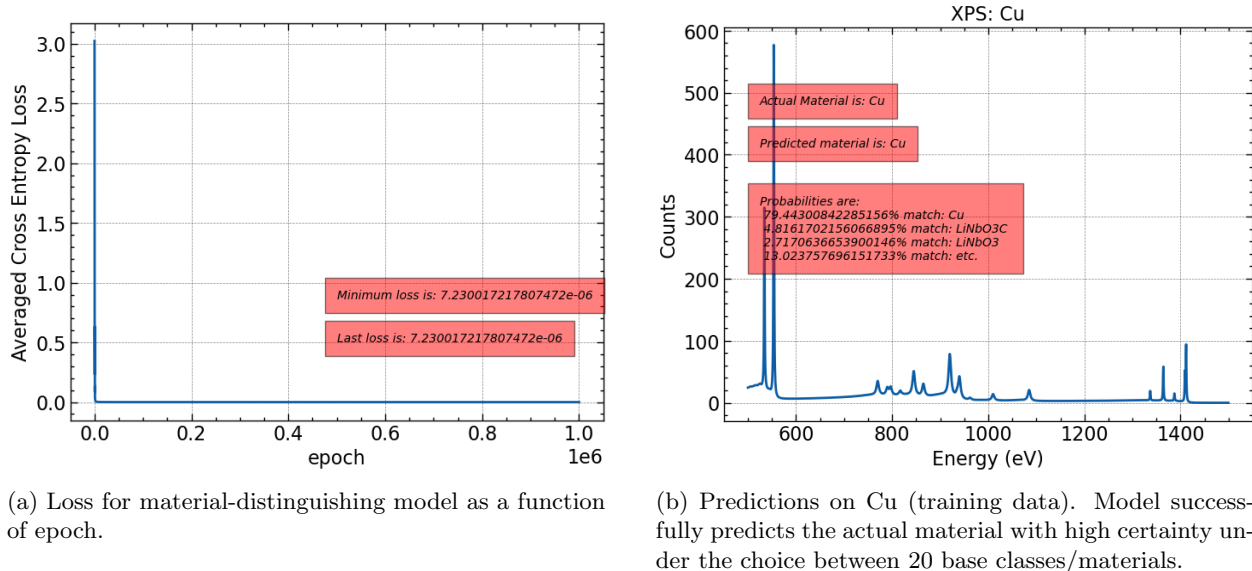 3.0
2.5
2.0
1.5
1.0
0.5
0.0
Averaged Cross Entropy Loss
Minimum loss is: 7.230017217807472e-06
Last loss is: 7.230017217807472e-06
0.0 0.2 0.4 0.6 0.8 1.0
epoch
1e6
(a) Loss for material-distinguishing model as a function
of epoch.
XPS: Cu
600
500
400
300
200
100
0
Counts
Actual Material is: Cu
Predicted material is: Cu
Probabilities are:
79.44300842285156% match: Cu
4.8161702156066895% match: LiNbO3C
2.7170636653900146% match: LiNbO3
13.023757696151733% match: etc.
600 800 1000 1200 1400
Energy (eV)
(b) Predictions on Cu (training data). Model success-
fully predicts the actual material with high certainty un-
der the choice between 20 base classes/materials.